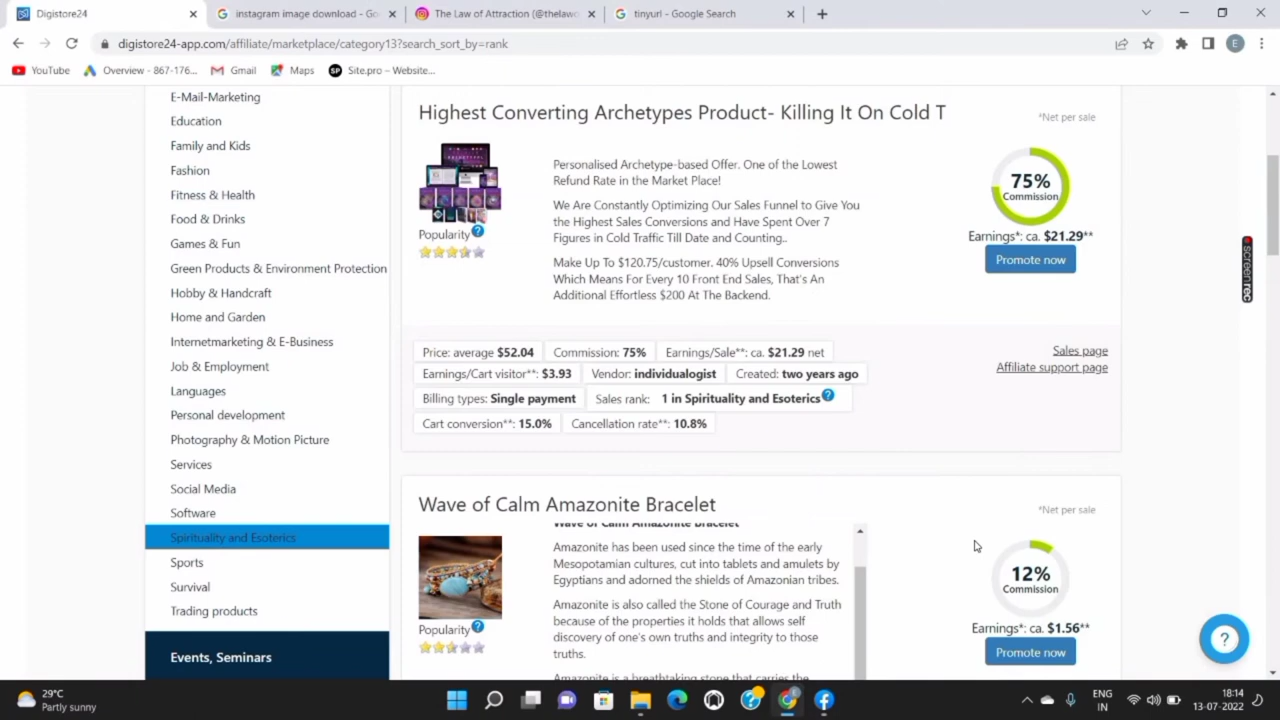 Digistore24
instagram image download - Go
The Law of Attraction (@thelawo
tinyurl - Google Search
digistore24-app.com/affiliate/marketplace/category13?search_sort_by=rank
E
YouTube
Overview - 867-176...
Gmail
Maps
SP
Site.pro – Website...
E-Mail-Marketing
Education
Family and Kids
Fashion
Fitness & Health
Food & Drinks
Games & Fun
Green Products & Environment Protection
Hobby & Handcraft
Home and Garden
Internetmarketing & E-Business
Job & Employment
Languages
Personal development
Photography & Motion Picture
Services
Social Media
Software
Spirituality and Esoterics
Sports
Survival
Trading products
Events, Seminars
Highest Converting Archetypes Product- Killing It On Cold T
*Net per sale
Popularity ?
Personalised Archetype-based Offer. One of the Lowest
Refund Rate in the Market Place!
We Are Constantly Optimizing Our Sales Funnel to Give You
the Highest Sales Conversions and Have Spent Over 7
Figures in Cold Traffic Till Date and Counting..
Make Up To $120.75/customer. 40% Upsell Conversions
Which Means For Every 10 Front End Sales, That's An
Additional Effortless $200 At The Backend.
75%
Commission
Earnings*: ca. $21.29**
Promote now
Price: average $52.04
Commission: 75%
Earnings/Sale**: ca. $21.29 net
Earnings/Cart visitor**: $3.93
Vendor: individualogist
Created: two years ago
Billing types: Single payment
Sales rank: 1 in Spirituality and Esoterics ?
Cart conversion**: 15.0%
Cancellation rate**: 10.8%
Sales page
Affiliate support page
Wave of Calm Amazonite Bracelet
*Net per sale
Wave of Calm Amazonite Bracelet
Amazonite has been used since the time of the early
Mesopotamian cultures, cut into tablets and amulets by
Egyptians and adorned the shields of Amazonian tribes.
Amazonite is also called the Stone of Courage and Truth
because of the properties it holds that allows self
discovery of one's own truths and integrity to those
truths.
Amazonite is a breathtaking stone that carries the
Popularity ?
12%
Commission
Earnings*: ca. $1.56**
Promote now
?
screenrec
29°C
Partly sunny
ENG
IN
18:14
13-07-2022